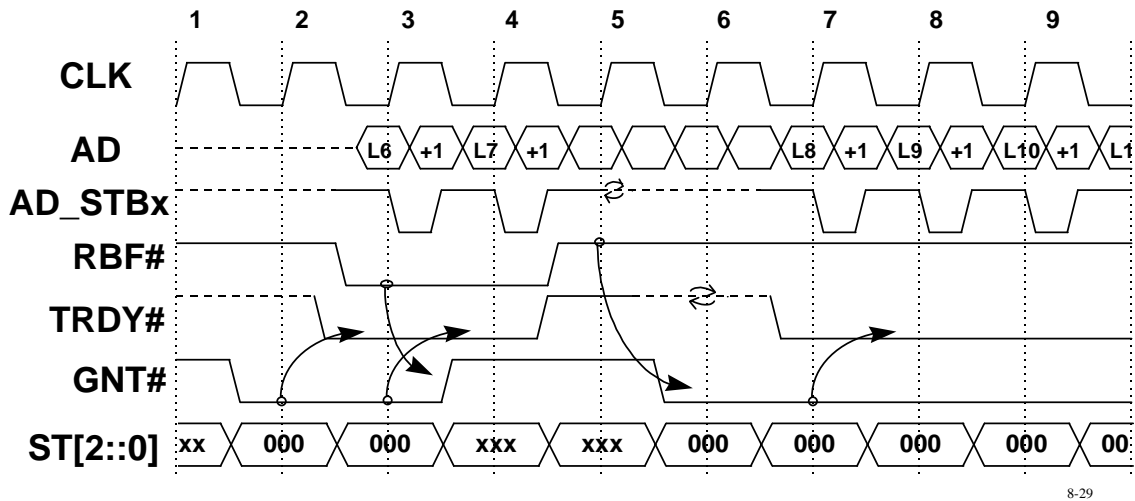 1 2 3 4 5 6 7 8 9
CLK
AD L6 +1 L7 +1 L8 +1 L9 +1 L10 +1 L1
AD_STBx
RBF#
TRDY#
GNT#
ST[2::0] xx 000 000 xxx xxx 000 000 000 000 00
8-29